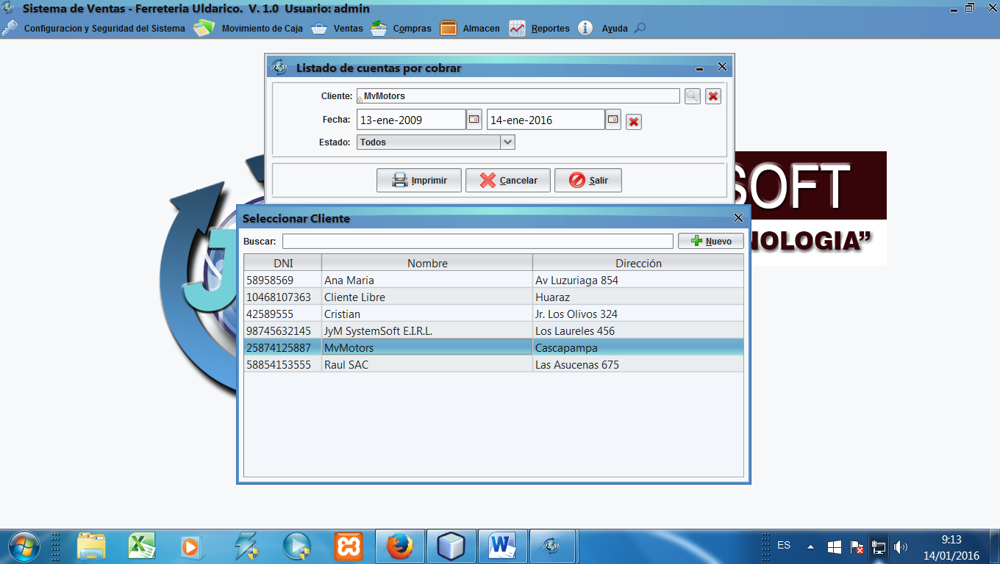 Sistema de Ventas - Ferreteria Uldarico. V. 1.0 Usuario: admin
Configuracion y Seguridad del Sistema Movimiento de Caja Ventas Compras Almacen Reportes Ayuda
Listado de cuentas por cobrar
Cliente: MvMotors
Fecha: 13-ene-2009 14-ene-2016
Estado: Todos
Imprimir Cancelar Salir
SOFT
NOLOGIA”
J
Seleccionar Cliente
Buscar: Nuevo
DNI Nombre Dirección
58958569 Ana Maria Av Luzuriaga 854
10468107363 Cliente Libre Huaraz
42589555 Cristian Jr. Los Olivos 324
98745632145 JyM SystemSoft E.I.R.L. Los Laureles 456
25874125887 MvMotors Cascapampa
58854153555 Raul SAC Las Asucenas 675
ES 9:13
14/01/2016